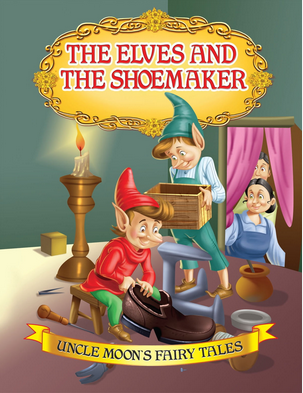 THE ELVES AND
THE SHOEMAKER
UNCLE MOON'S FAIRY TALES